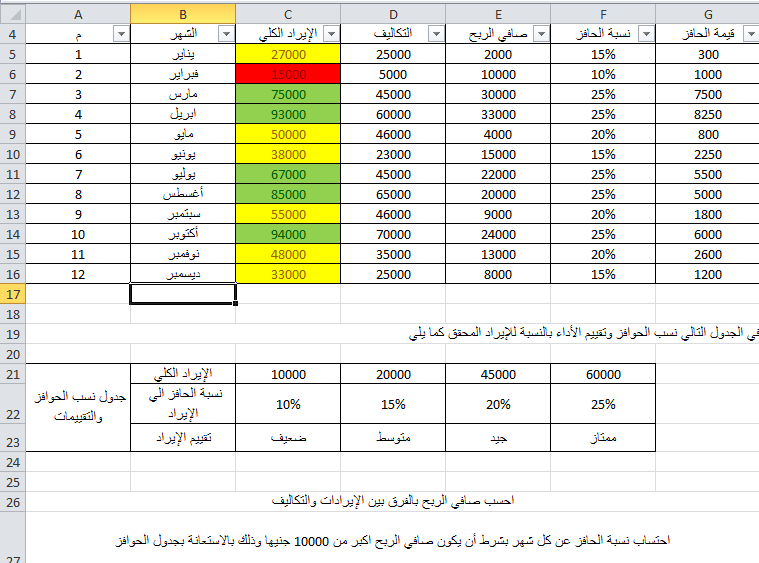 A B C D E F G
4 م الشهر الإيراد الكلي التكاليف صافي الربح نسبة الحافز قيمة الحافز
5 1 يناير 27000 25000 2000 15% 300
6 2 فبراير 15000 5000 10000 10% 1000
7 3 مارس 75000 45000 30000 25% 7500
8 4 ابريل 93000 60000 33000 25% 8250
9 5 مايو 50000 46000 4000 20% 800
10 6 يونيو 38000 23000 15000 15% 2250
11 7 يوليو 67000 45000 22000 25% 5500
12 8 أغسطس 85000 65000 20000 25% 5000
13 9 سبتمبر 55000 46000 9000 20% 1800
14 10 أكتوبر 94000 70000 24000 25% 6000
15 11 نوفمبر 48000 35000 13000 20% 2600
16 12 ديسمبر 33000 25000 8000 15% 1200
17
18
19 في الجدول التالي نسب الحوافز وتقييم الأداء بالنسبة للإيراد المحقق كما يلي
20
21 الإيراد الكلي 10000 20000 45000 60000
جدول نسب الحوافز والتقييمات
22 نسبة الحافز الي الإيراد 10% 15% 20% 25%
23 تقييم الإيراد ضعيف متوسط جيد ممتاز
24
25
26 احسب صافي الربح بالفرق بين الإيرادات والتكاليف
27 احتساب نسبة الحافز عن كل شهر بشرط أن يكون صافي الربح اكبر من 10000 جنيها وذلك بالاستعانة بجدول الحوافز